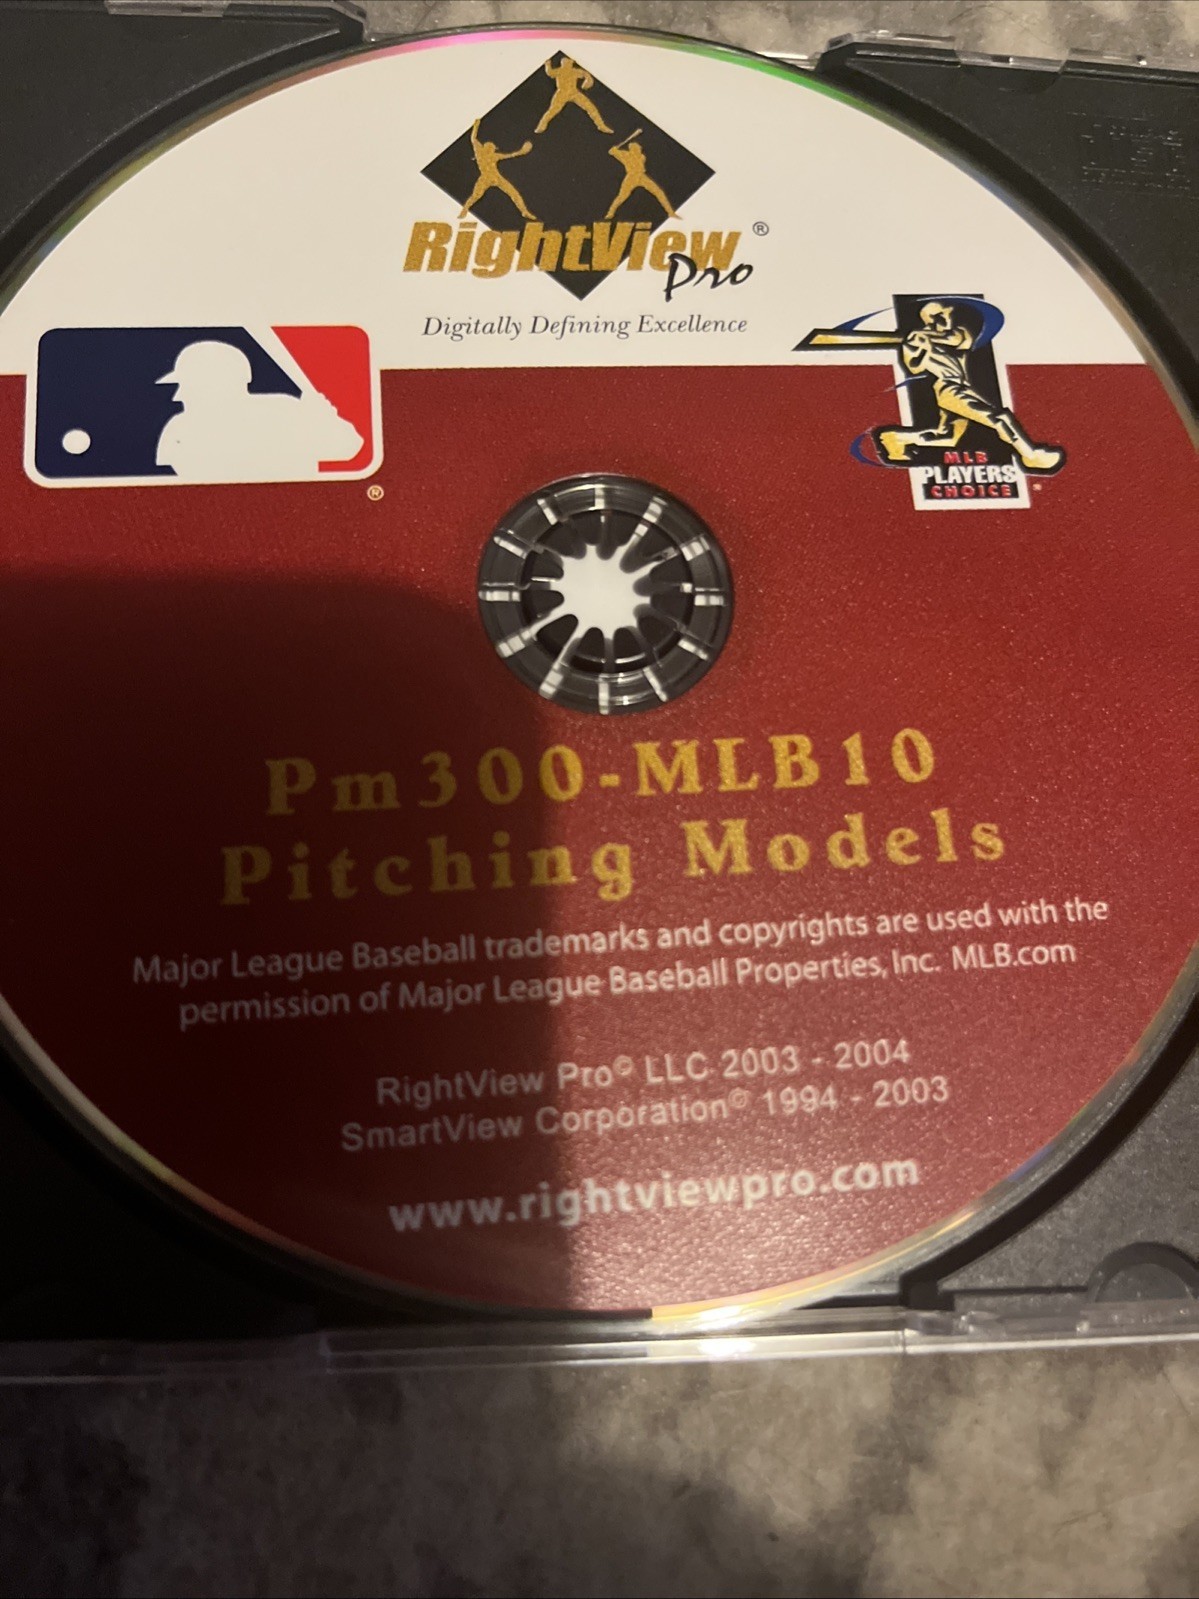 RightView ®
Pro
Digitally Defining Excellence
®
MLB
PLAYERS
CHOICE
Pm300-MLB10
Pitching Models
Major League Baseball trademarks and copyrights are used with the
permission of Major League Baseball Properties, Inc. MLB.com
RightView Pro© LLC 2003 - 2004
SmartView Corporation© 1994 - 2003
www.rightviewpro.com